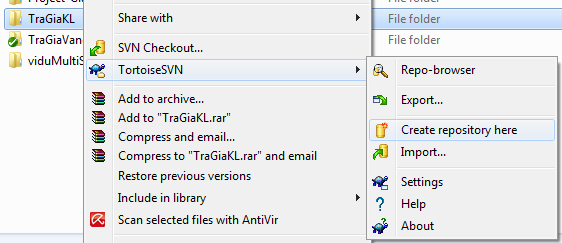 Project-Gi
TraGiaKL
TraGiaVan
viduMultiS
Share with
SVN Checkout...
TortoiseSVN
Add to archive...
Add to "TraGiaKL.rar"
Compress and email...
Compress to "TraGiaKL.rar" and email
Restore previous versions
Include in library
Scan selected files with AntiVir
File folder
File folder
File folder
Repo-browser
Export...
Create repository here
Import...
Settings
Help
About